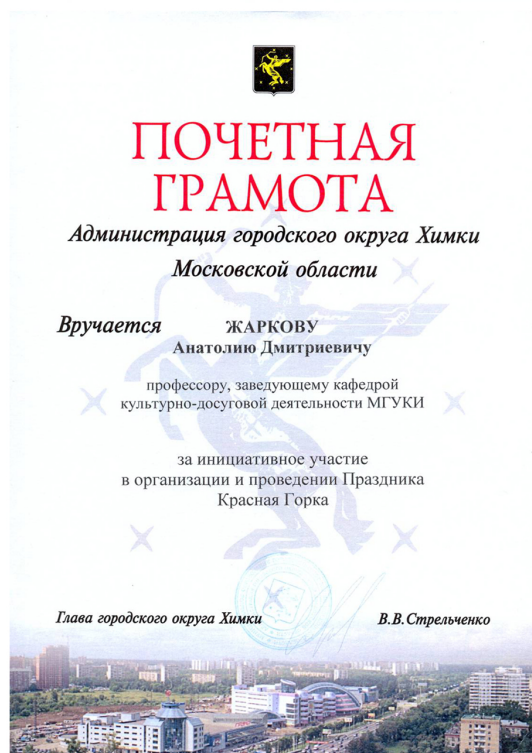 ПОЧЕТНАЯ
ГРАМОТА
Администрация городского округа Химки
Московской области
Вручается ЖАРКОВУ
Анатолию Дмитриевичу
профессору, заведующему кафедрой
культурно-досуговой деятельности МГУКИ
за инициативное участие
в организации и проведении Праздника
Красная Горка
Глава городского округа Химки В.В.Стрельченко